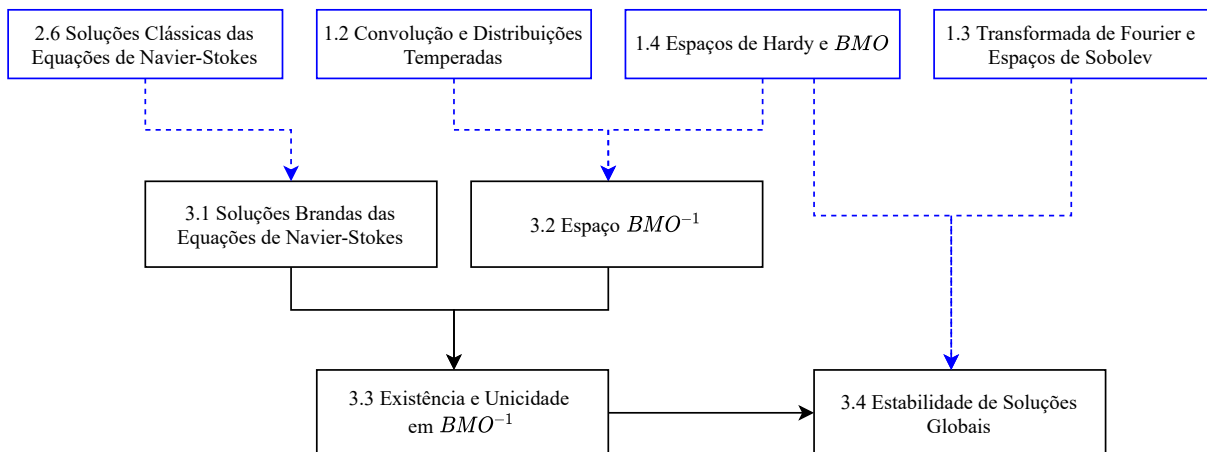 2.6 Soluções Clássicas das
Equações de Navier-Stokes
1.2 Convolução e Distribuições
Temperadas
1.4 Espaços de Hardy e BMO
1.3 Transformada de Fourier e
Espaços de Sobolev
3.1 Soluções Brandas das
Equações de Navier-Stokes
3.2 Espaço BMO⁻¹
3.3 Existência e Unicidade
em BMO⁻¹
3.4 Estabilidade de Soluções
Globais